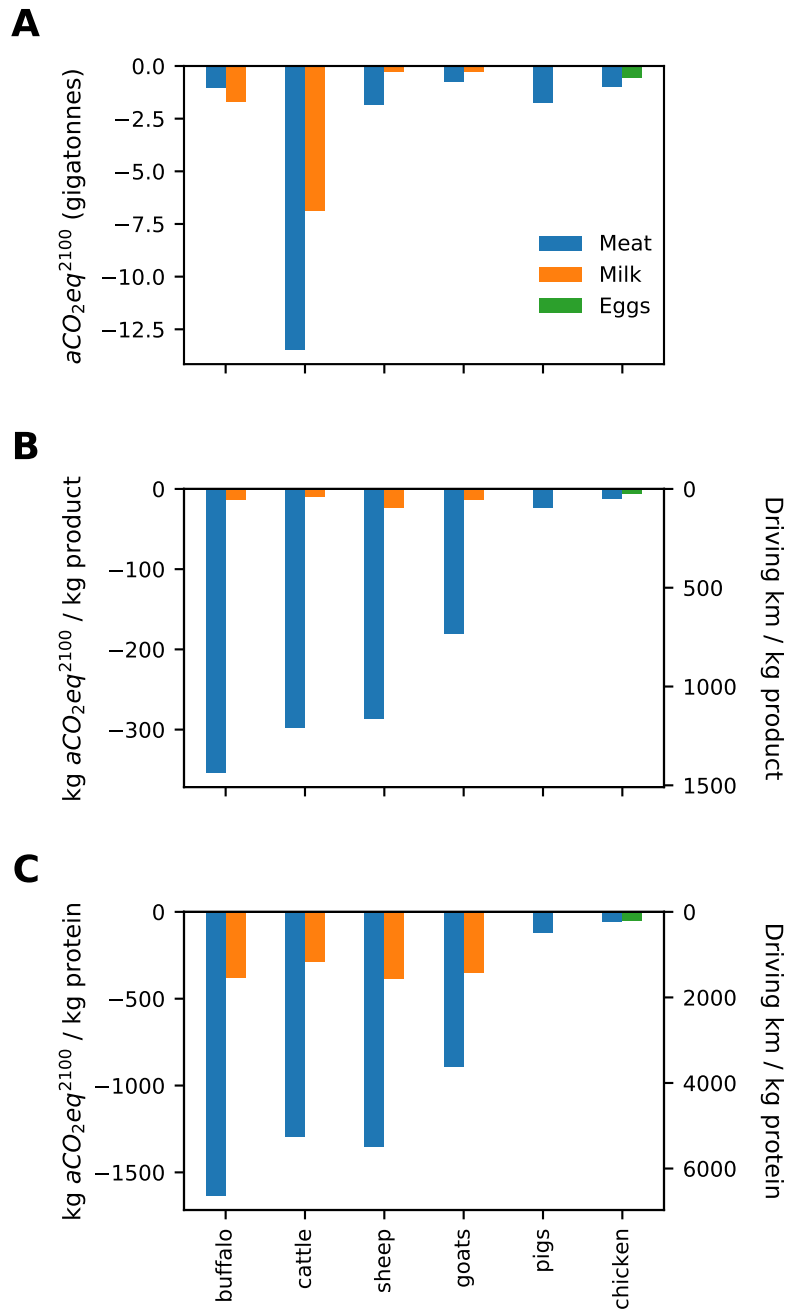 A
aCO₂eq²¹⁰⁰ (gigatonnes)
0.0
−2.5
−5.0
−7.5
−10.0
−12.5
Meat
Milk
Eggs
B
kg aCO₂eq²¹⁰⁰ / kg product
0
−100
−200
−300
0
500
1000
1500
Driving km / kg product
C
kg aCO₂eq²¹⁰⁰ / kg protein
0
−500
−1000
−1500
0
2000
4000
6000
Driving km / kg protein
buffalo
cattle
sheep
goats
pigs
chicken